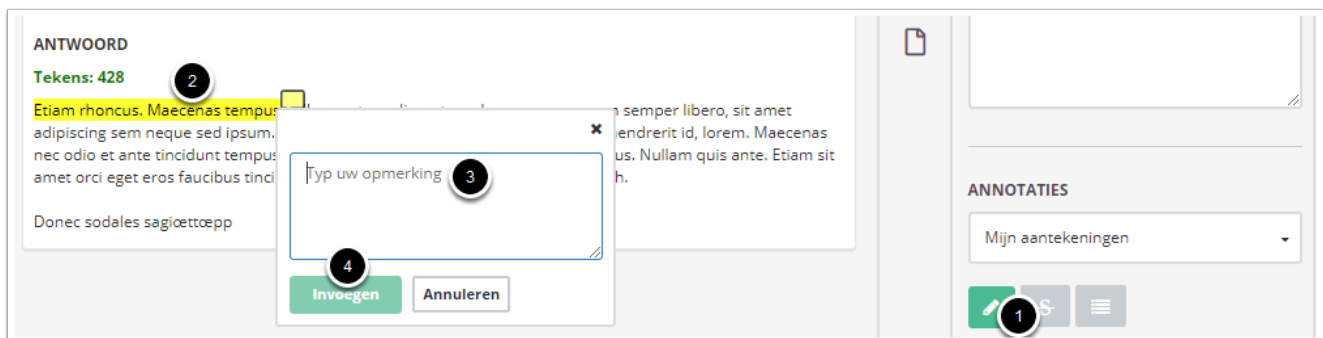 ANTWOORD
Tekens: 428
2
Etiam rhoncus. Maecenas tempus semper libero, sit amet
adipiscing sem neque sed ipsum. hendrerit id, lorem. Maecenas
nec odio et ante tincidunt tempus us. Nullam quis ante. Etiam sit
amet orci eget eros faucibus tinci h.
Donec sodales sagiœttœpp
×
Typ uw opmerking
3
4
Invoegen Annuleren
ANNOTATIES
Mijn aantekeningen
1
S